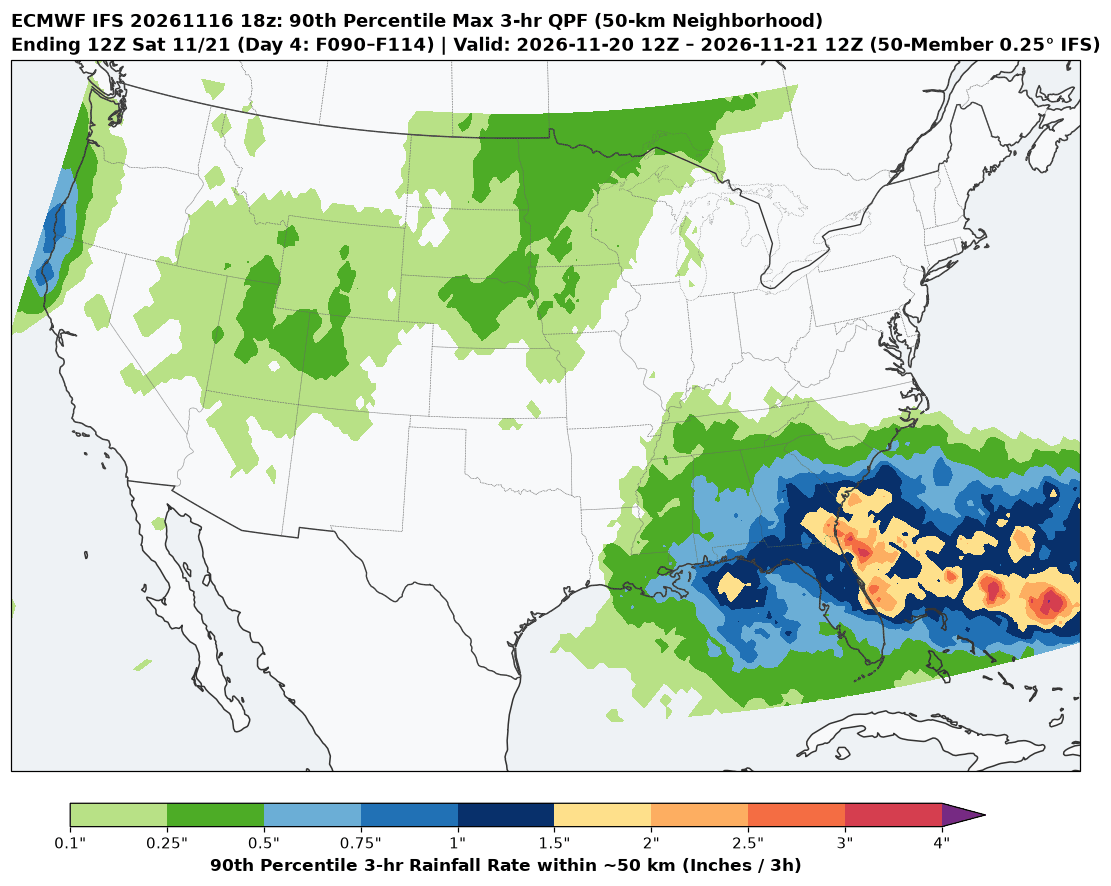 ECMWF IFS 20261116 18z: 90th Percentile Max 3-hr QPF (50-km Neighborhood)
Ending 12Z Sat 11/21 (Day 4: F090–F114) | Valid: 2026-11-20 12Z – 2026-11-21 12Z (50-Member 0.25° IFS)
0.1" 0.25" 0.5" 0.75" 1" 1.5" 2" 2.5" 3" 4"
90th Percentile 3-hr Rainfall Rate within ~50 km (Inches / 3h)